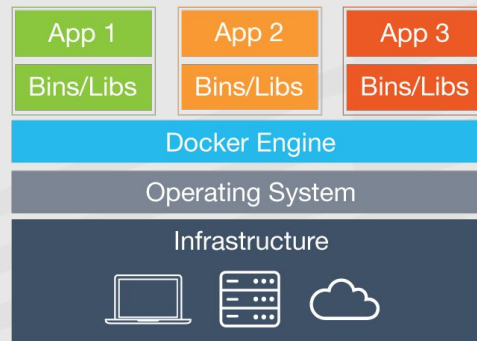 App 1 App 2 App 3
Bins/Libs Bins/Libs Bins/Libs
Docker Engine
Operating System
Infrastructure